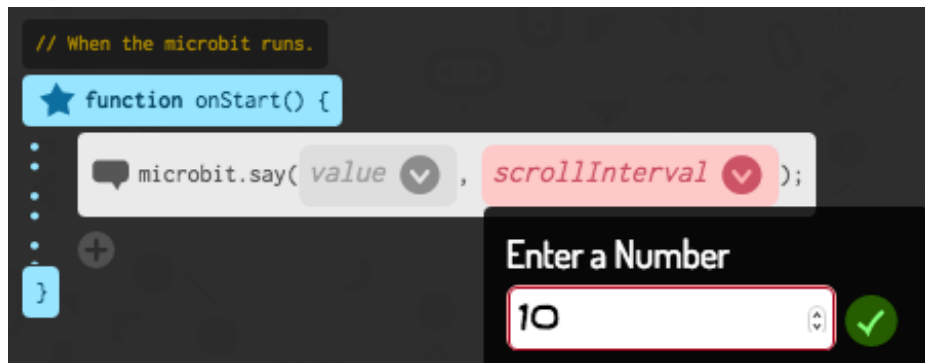 // When the microbit runs.
function onStart() {
microbit.say( value , scrollInterval );
}
Enter a Number
10